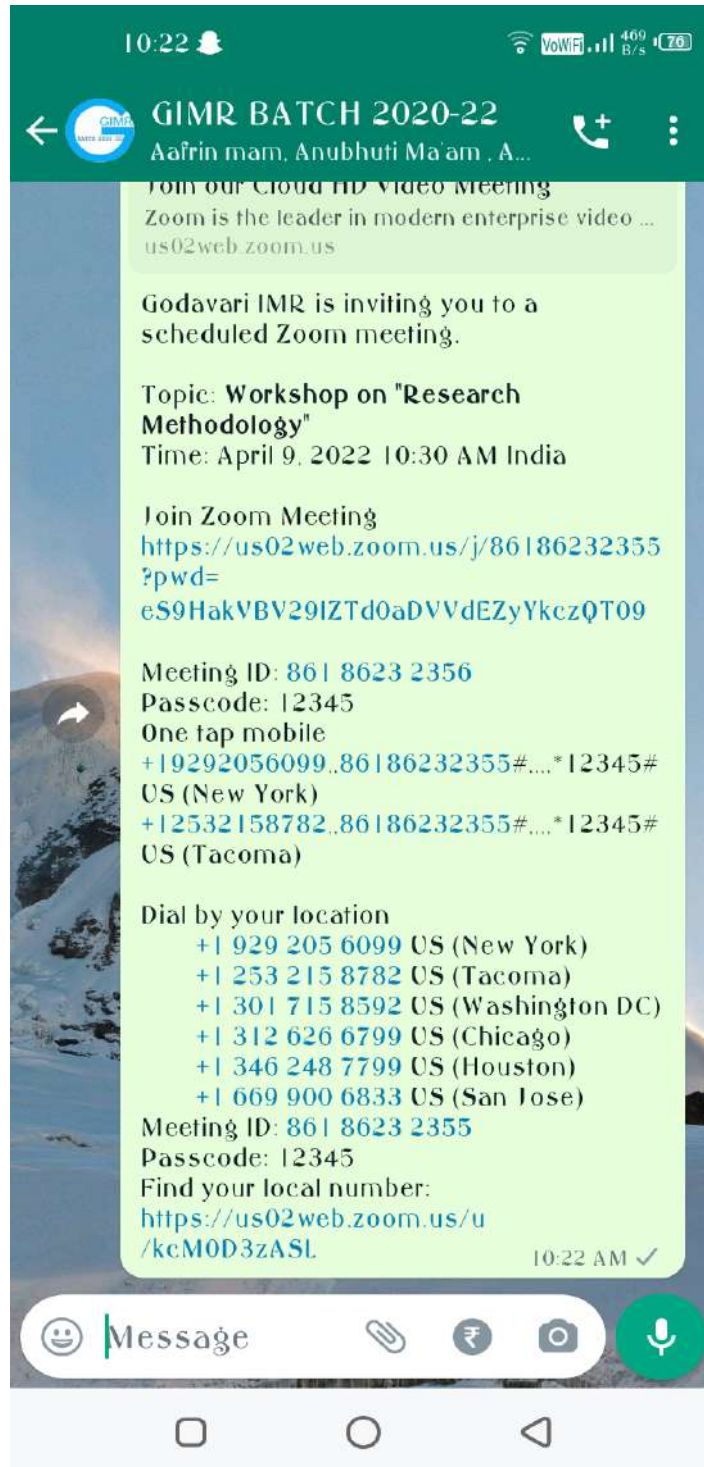 10:22
VoWiFi 469 B/s 76
GIMR BATCH 2020-22
Aafrin mam, Anubhuti Ma'am , A...
Join our Cloud HD Video Meeting
Zoom is the leader in modern enterprise video ...
us02web.zoom.us
Godavari IMR is inviting you to a
scheduled Zoom meeting.
Topic: Workshop on "Research
Methodology"
Time: April 9, 2022 10:30 AM India
Join Zoom Meeting
https://us02web.zoom.us/j/86186232355
?pwd=
eS9HakVBV29lZTd0aDVVdEZyYkczQT09
Meeting ID: 861 8623 2356
Passcode: 12345
One tap mobile
+19292056099,,86186232355#,,,,*12345#
US (New York)
+12532158782,,86186232355#,,,,*12345#
US (Tacoma)
Dial by your location
+1 929 205 6099 US (New York)
+1 253 215 8782 US (Tacoma)
+1 301 715 8592 US (Washington DC)
+1 312 626 6799 US (Chicago)
+1 346 248 7799 US (Houston)
+1 669 900 6833 US (San Jose)
Meeting ID: 861 8623 2355
Passcode: 12345
Find your local number:
https://us02web.zoom.us/u
/kcM0D3zASL
10:22 AM
Message